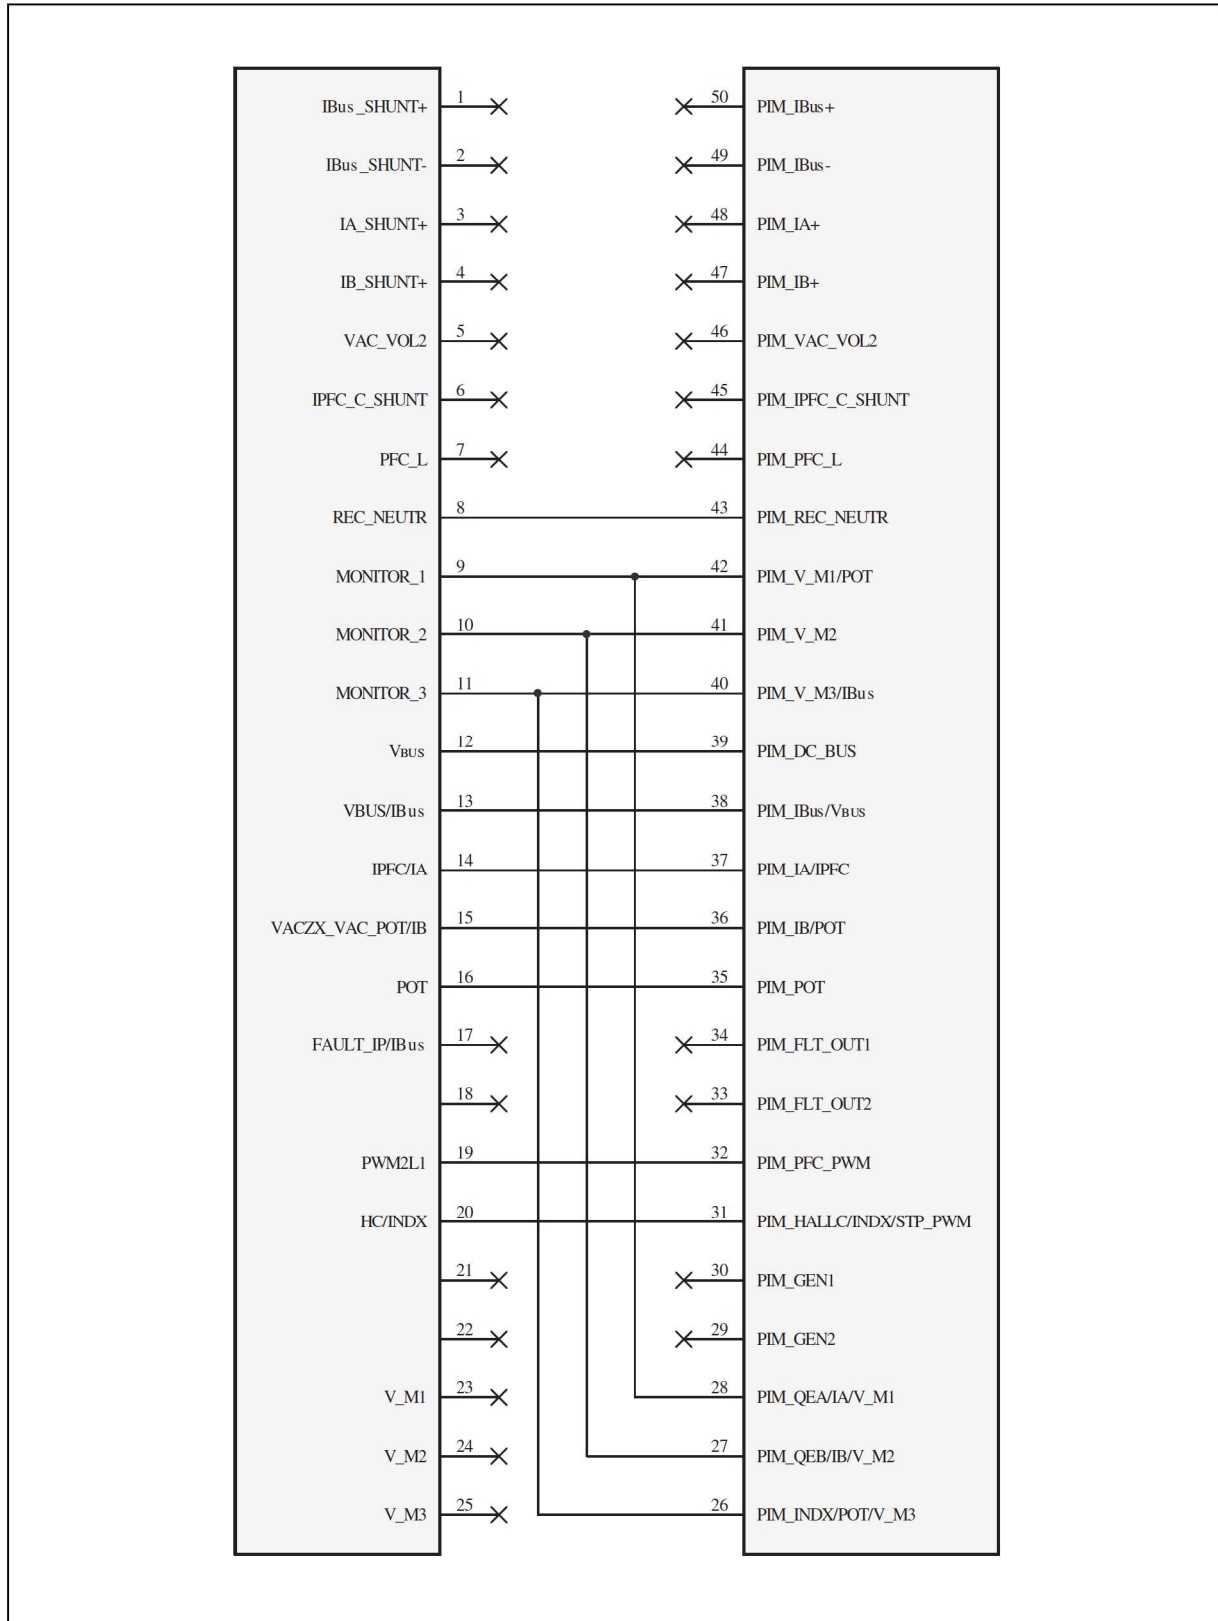 IBus_SHUNT+ 1 50 PIM_IBus+
IBus_SHUNT- 2 49 PIM_IBus-
IA_SHUNT+ 3 48 PIM_IA+
IB_SHUNT+ 4 47 PIM_IB+
VAC_VOL2 5 46 PIM_VAC_VOL2
IPFC_C_SHUNT 6 45 PIM_IPFC_C_SHUNT
PFC_L 7 44 PIM_PFC_L
REC_NEUTR 8 43 PIM_REC_NEUTR
MONITOR_1 9 42 PIM_V_M1/POT
MONITOR_2 10 41 PIM_V_M2
MONITOR_3 11 40 PIM_V_M3/IBus
VBUS 12 39 PIM_DC_BUS
VBUS/IBus 13 38 PIM_IBus/VBUS
IPFC/IA 14 37 PIM_IA/IPFC
VACZX_VAC_POT/IB 15 36 PIM_IB/POT
POT 16 35 PIM_POT
FAULT_IP/IBus 17 34 PIM_FLT_OUT1
18 33 PIM_FLT_OUT2
PWM2L1 19 32 PIM_PFC_PWM
HC/INDX 20 31 PIM_HALLC/INDX/STP_PWM
21 30 PIM_GEN1
22 29 PIM_GEN2
V_M1 23 28 PIM_QEA/IA/V_M1
V_M2 24 27 PIM_QEB/IB/V_M2
V_M3 25 26 PIM_INDX/POT/V_M3